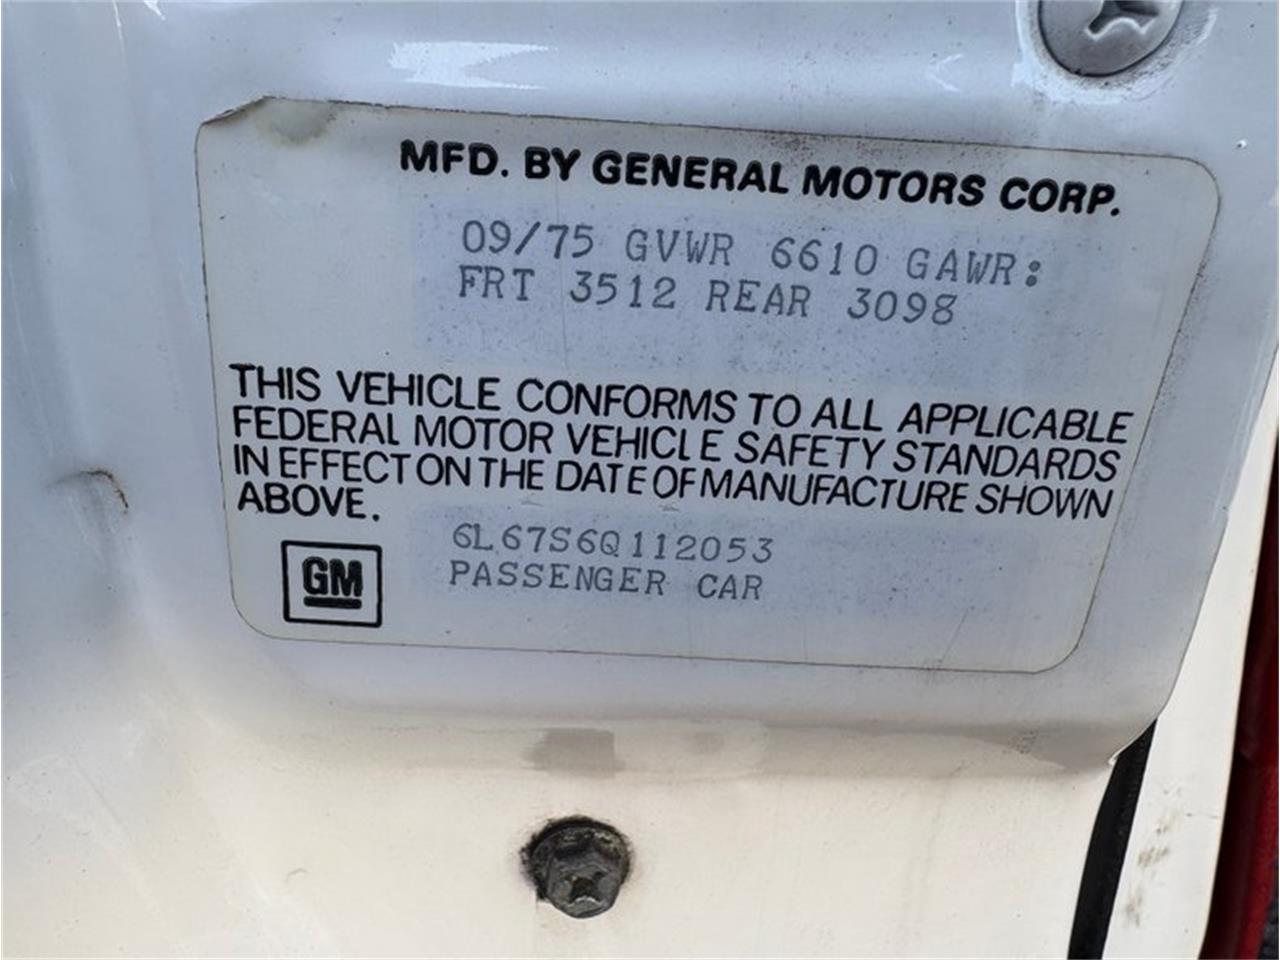 MFD. BY GENERAL MOTORS CORP.
09/75 GVWR 6610 GAWR:
FRT 3512 REAR 3098
THIS VEHICLE CONFORMS TO ALL APPLICABLE
FEDERAL MOTOR VEHICLE SAFETY STANDARDS
IN EFFECT ON THE DATE OF MANUFACTURE SHOWN
ABOVE.
6L67S6Q112053
PASSENGER CAR
GM